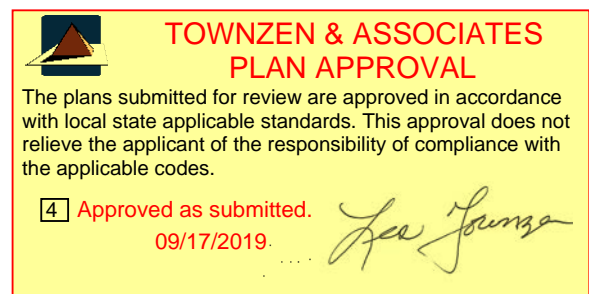 TOWNZEN & ASSOCIATES
PLAN APPROVAL
The plans submitted for review are approved in accordance
with local state applicable standards. This approval does not
relieve the applicant of the responsibility of compliance with
the applicable codes.
4 Approved as submitted.
09/17/2019